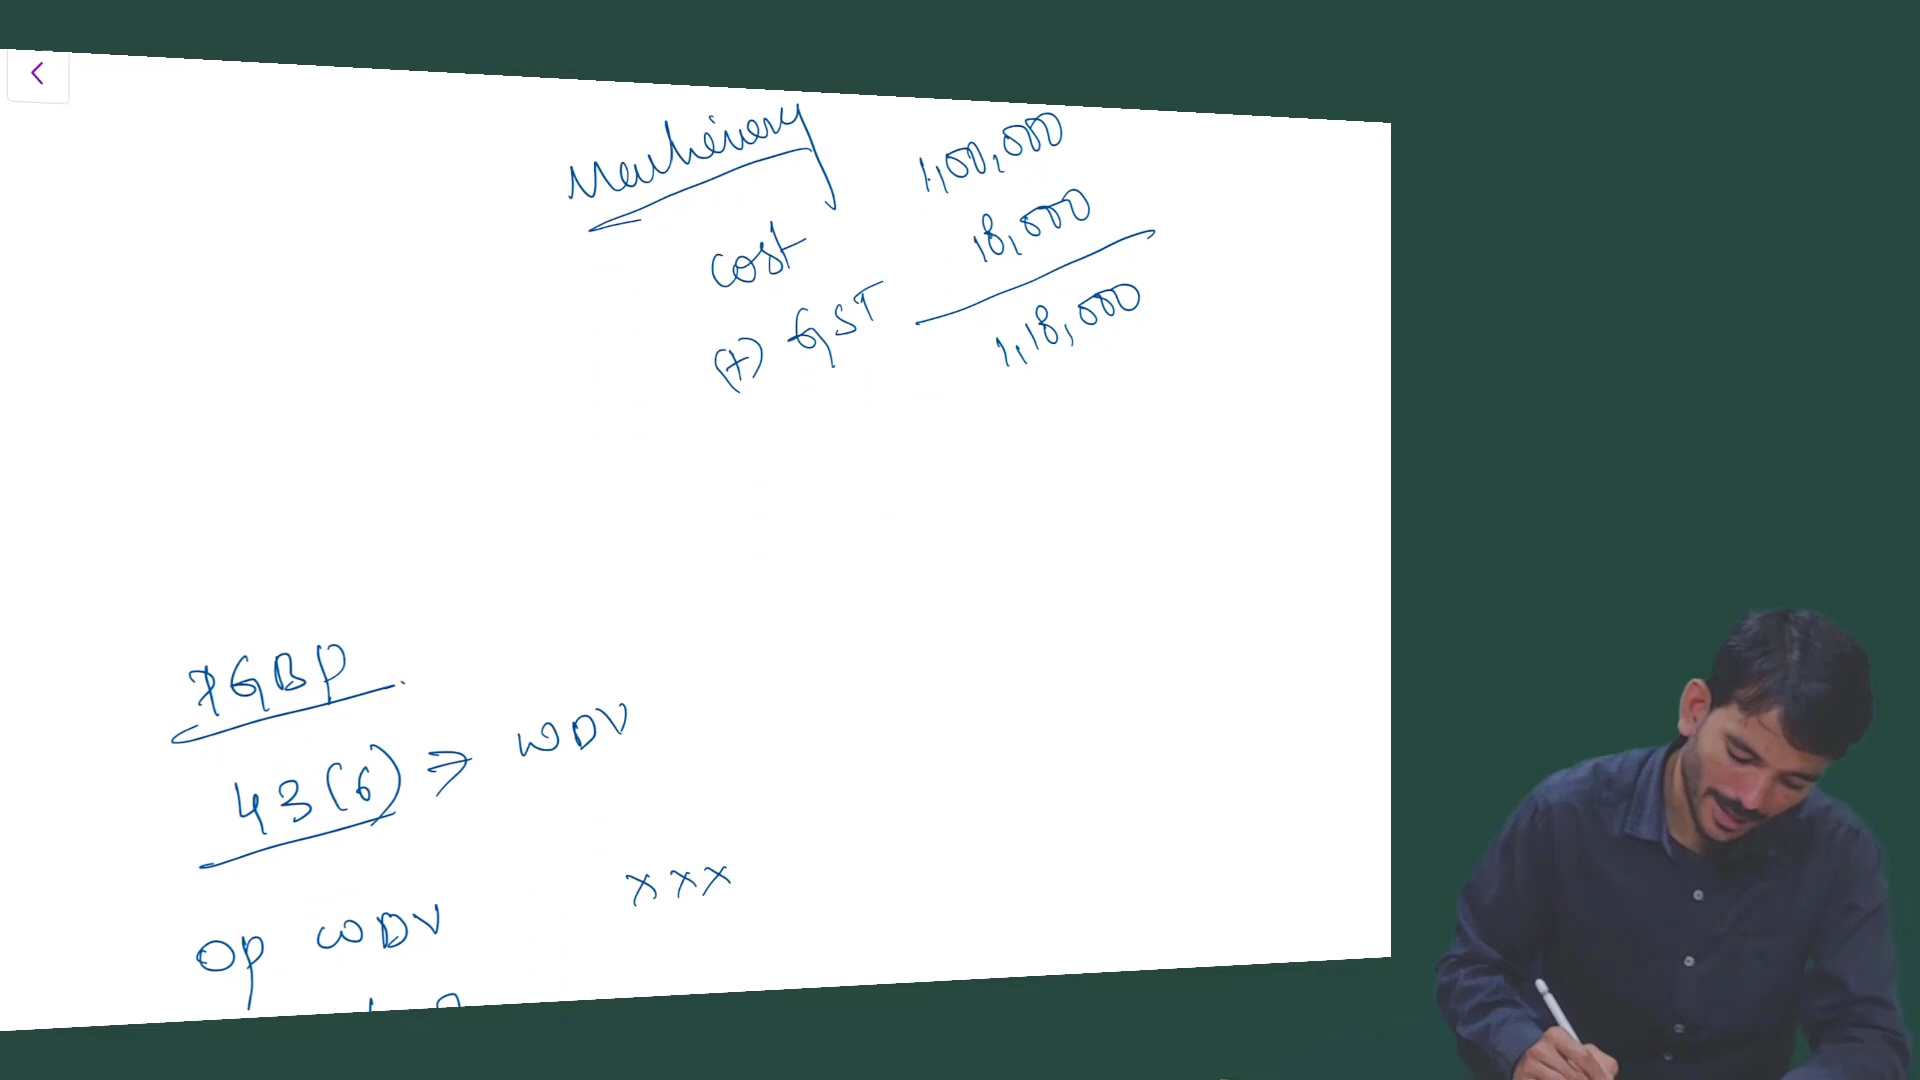 Machinery
cost 1,00,000
(+) GST 18,000
1,18,000
PGBP
43(6) ⇒ WDV
op WDV xxx